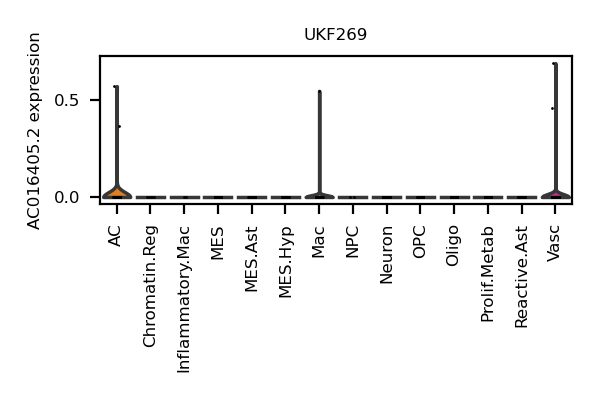 UKF269
AC016405.2 expression
0.5
0.0
AC
Chromatin.Reg
Inflammatory.Mac
MES
MES.Ast
MES.Hyp
Mac
NPC
Neuron
OPC
Oligo
Prolif.Metab
Reactive.Ast
Vasc